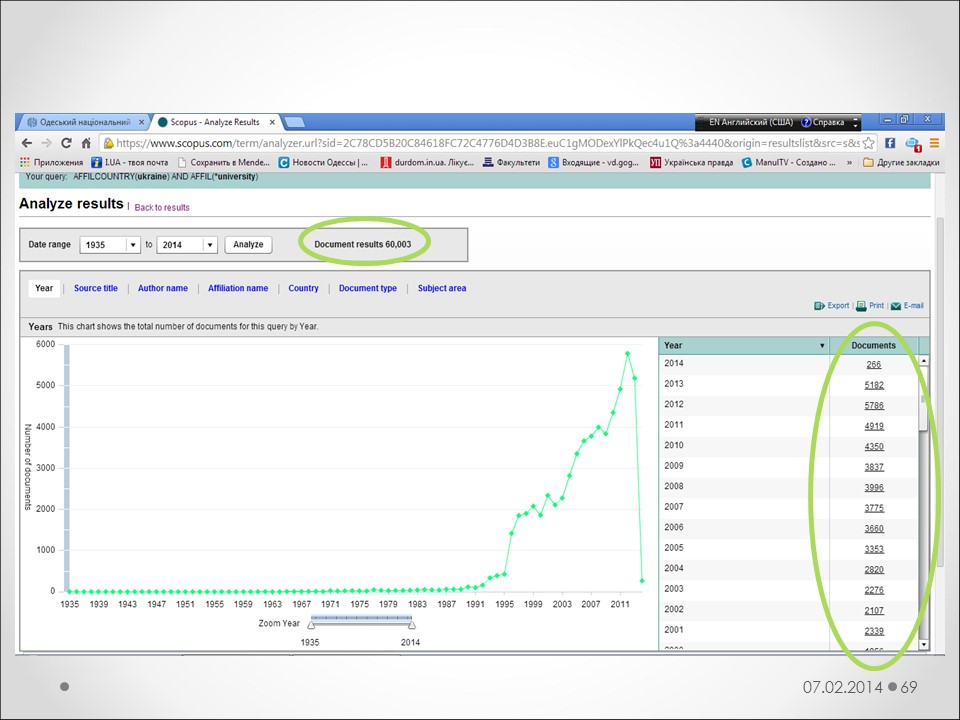 Одеський національний × Scopus - Analyze Results ×
EN Английский (США) Справка
https://www.scopus.com/term/analyzer.url?sid=2C78CD5B20C84618FC72C4776D4D3B8E.euC1gMODexYlPkQec4u1Q%3a4440&origin=resultslist&src=s&s
Приложения I.UA - твоя почта Сохранить в Mende... Новости Одессы | ... durdom.in.ua. Лікує... Факультети Входящие - vd.gog... Українська правда ManulTV - Создано ... » Другие закладки
Your query: AFFILCOUNTRY(ukraine) AND AFFIL(*university)
Analyze results | Back to results
Date range 1935 to 2014 Analyze Document results 60,003
Year | Source title | Author name | Affiliation name | Country | Document type | Subject area
Export | Print | E-mail
Years This chart shows the total number of documents for this query by Year.
Number of documents
6000
5000
4000
3000
2000
1000
0
1935 1939 1943 1947 1951 1955 1959 1963 1967 1971 1975 1979 1983 1987 1991 1995 1999 2003 2007 2011
Zoom Year
1935 2014
Year Documents
2014 266
2013 5182
2012 5786
2011 4919
2010 4350
2009 3837
2008 3996
2007 3775
2006 3660
2005 3353
2004 2820
2003 2276
2002 2107
2001 2339
07.02.2014 69